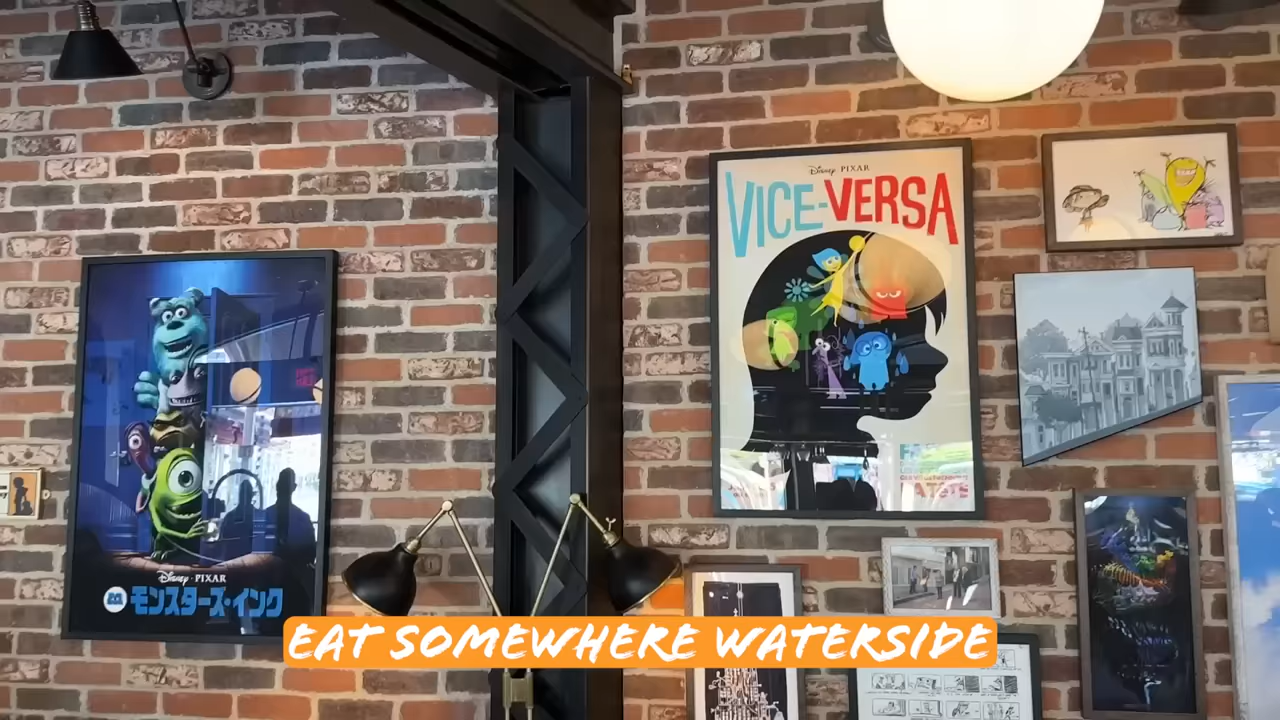 Disney PIXAR
VICE-VERSA
Disney · PIXAR
モンスターズ・インク
EAT SOMEWHERE WATERSIDE